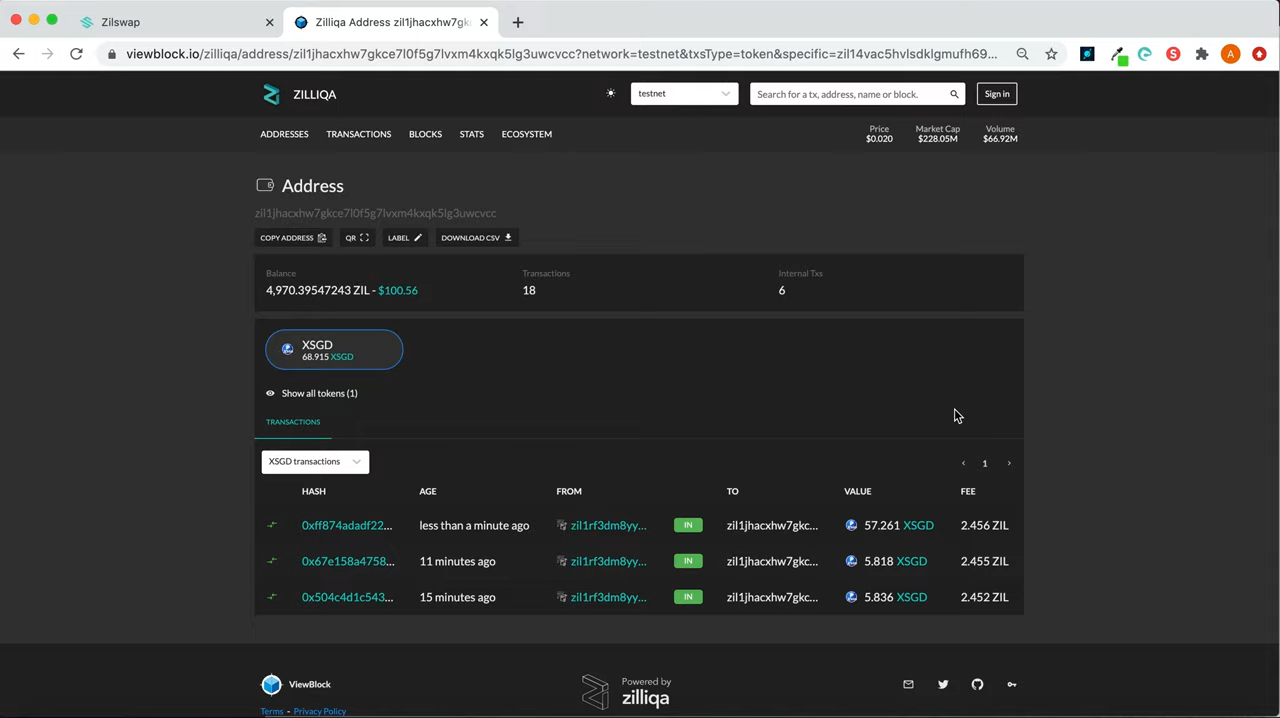 Zilswap
Zilliqa Address zil1jhacxhw7gk
viewblock.io/zilliqa/address/zil1jhacxhw7gkce7l0f5g7lvxm4kxqk5lg3uwcvcc?network=testnet&txsType=token&specific=zil14vac5hvlsdklgmufh69...
A
ZILLIQA
testnet
Search for a tx, address, name or block.
Sign in
ADDRESSES TRANSACTIONS BLOCKS STATS ECOSYSTEM
Price Market Cap Volume
$0.020 $228.05M $66.92M
Address
zil1jhacxhw7gkce7l0f5g7lvxm4kxqk5lg3uwcvcc
COPY ADDRESS QR LABEL DOWNLOAD CSV
Balance Transactions Internal Txs
4,970.39547243 ZIL - $100.56 18 6
XSGD
68.915 XSGD
Show all tokens (1)
TRANSACTIONS
XSGD transactions
1
HASH AGE FROM TO VALUE FEE
0xff874adadf22... less than a minute ago zil1rf3dm8yy... IN zil1jhacxhw7gkc... 57.261 XSGD 2.456 ZIL
0x67e158a4758... 11 minutes ago zil1rf3dm8yy... IN zil1jhacxhw7gkc... 5.818 XSGD 2.455 ZIL
0x504c4d1c543... 15 minutes ago zil1rf3dm8yy... IN zil1jhacxhw7gkc... 5.836 XSGD 2.452 ZIL
ViewBlock
Terms - Privacy Policy
Powered by
zilliqa